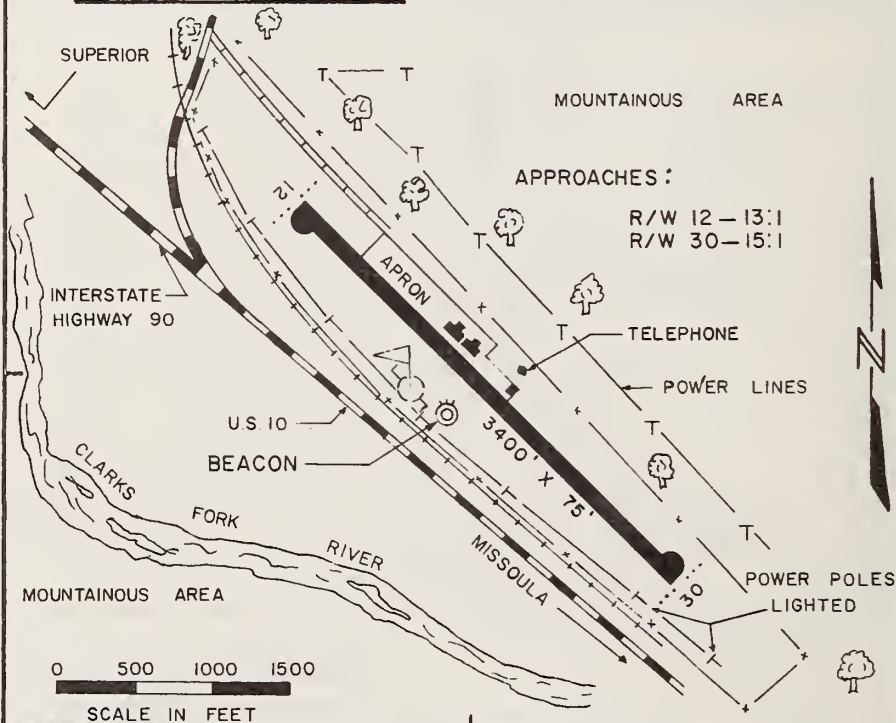 SUPERIOR
T T
MOUNTAINOUS AREA
T
APPROACHES:
R/W 12 – 13:1
R/W 30 – 15:1
12
T
APRON
INTERSTATE
HIGHWAY 90
T
TELEPHONE
N
POWER LINES
U.S. 10
T
BEACON
3400' X 75'
CLARKS
FORK
RIVER
MISSOULA
T
30
POWER POLES
LIGHTED
MOUNTAINOUS AREA
T
0 500 1000 1500
SCALE IN FEET